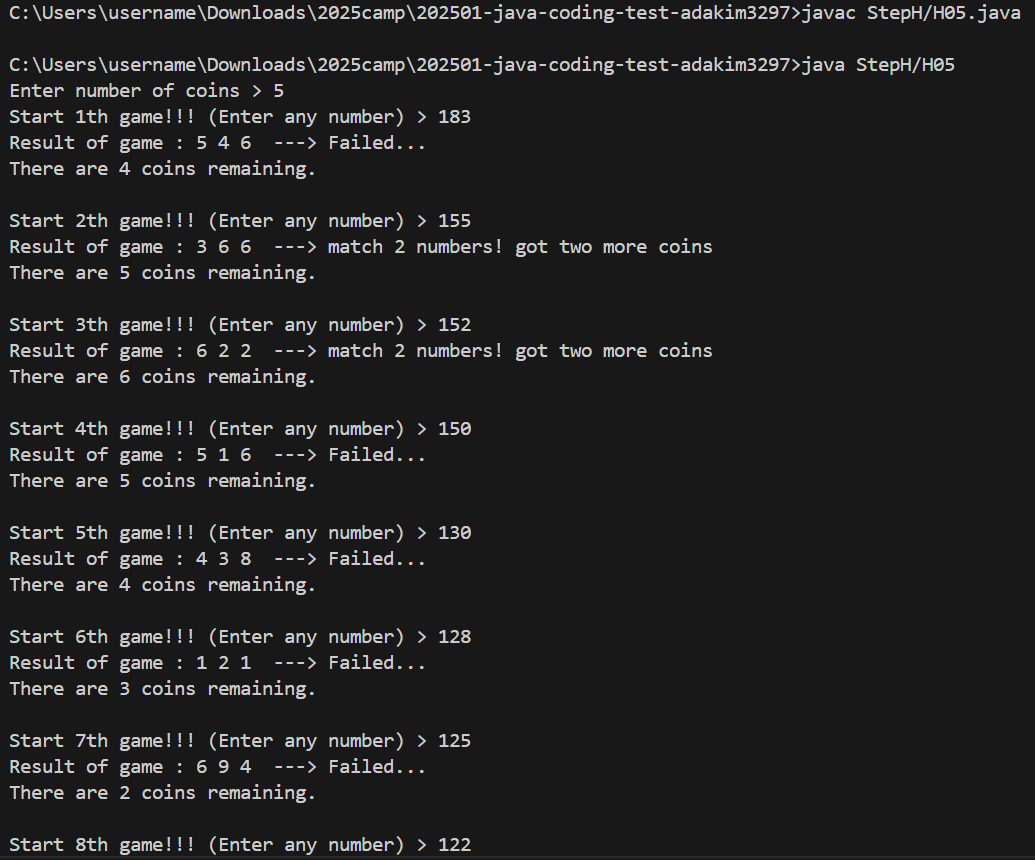 C:\Users\username\Downloads\2025camp\202501-java-coding-test-adakim3297>javac StepH/H05.java
C:\Users\username\Downloads\2025camp\202501-java-coding-test-adakim3297>java StepH/H05
Enter number of coins > 5
Start 1th game!!! (Enter any number) > 183
Result of game : 5 4 6  ---> Failed...
There are 4 coins remaining.
Start 2th game!!! (Enter any number) > 155
Result of game : 3 6 6  ---> match 2 numbers! got two more coins
There are 5 coins remaining.
Start 3th game!!! (Enter any number) > 152
Result of game : 6 2 2  ---> match 2 numbers! got two more coins
There are 6 coins remaining.
Start 4th game!!! (Enter any number) > 150
Result of game : 5 1 6  ---> Failed...
There are 5 coins remaining.
Start 5th game!!! (Enter any number) > 130
Result of game : 4 3 8  ---> Failed...
There are 4 coins remaining.
Start 6th game!!! (Enter any number) > 128
Result of game : 1 2 1  ---> Failed...
There are 3 coins remaining.
Start 7th game!!! (Enter any number) > 125
Result of game : 6 9 4  ---> Failed...
There are 2 coins remaining.
Start 8th game!!! (Enter any number) > 122